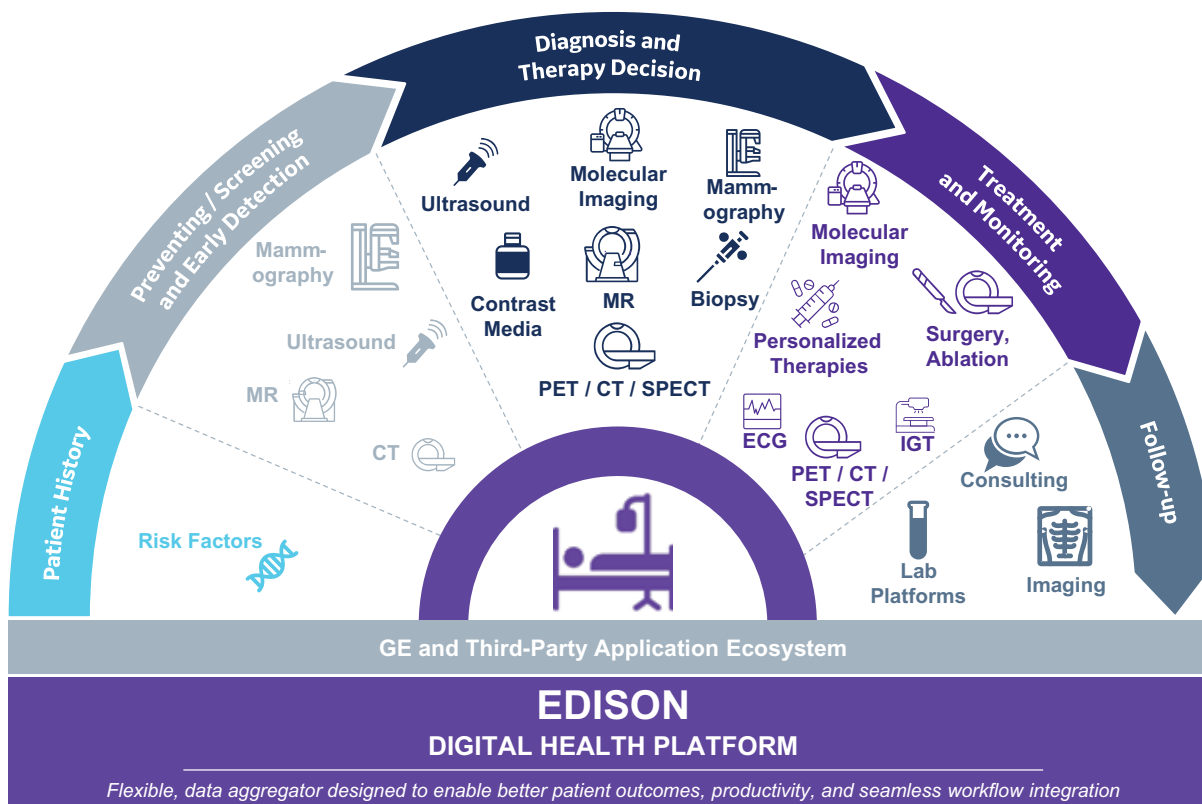 Patient History
Risk Factors
Preventing / Screening
and Early Detection
Mamm-
ography
Ultrasound
MR
CT
Diagnosis and
Therapy Decision
Ultrasound
Molecular
Imaging
Mamm-
ography
Contrast
Media
MR
Biopsy
PET / CT / SPECT
Treatment
and Monitoring
Molecular
Imaging
Personalized
Therapies
Surgery,
Ablation
ECG
PET / CT /
SPECT
IGT
Follow-up
Consulting
Lab
Platforms
Imaging
GE and Third-Party Application Ecosystem
EDISON
DIGITAL HEALTH PLATFORM
Flexible, data aggregator designed to enable better patient outcomes, productivity, and seamless workflow integration